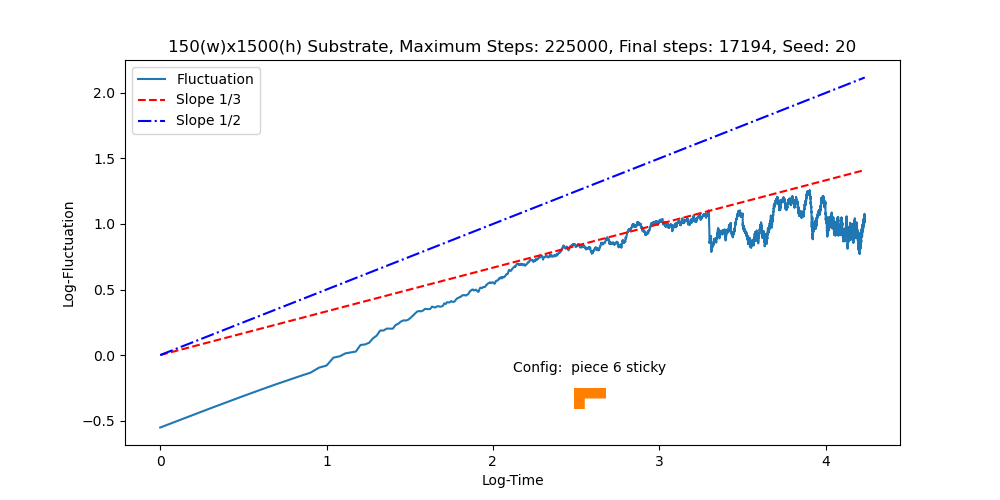 150(w)x1500(h) Substrate, Maximum Steps: 225000, Final steps: 17194, Seed: 20
Fluctuation
Slope 1/3
Slope 1/2
Log-Fluctuation
2.0
1.5
1.0
0.5
0.0
−0.5
Config:  piece 6 sticky
0
1
2
3
4
Log-Time